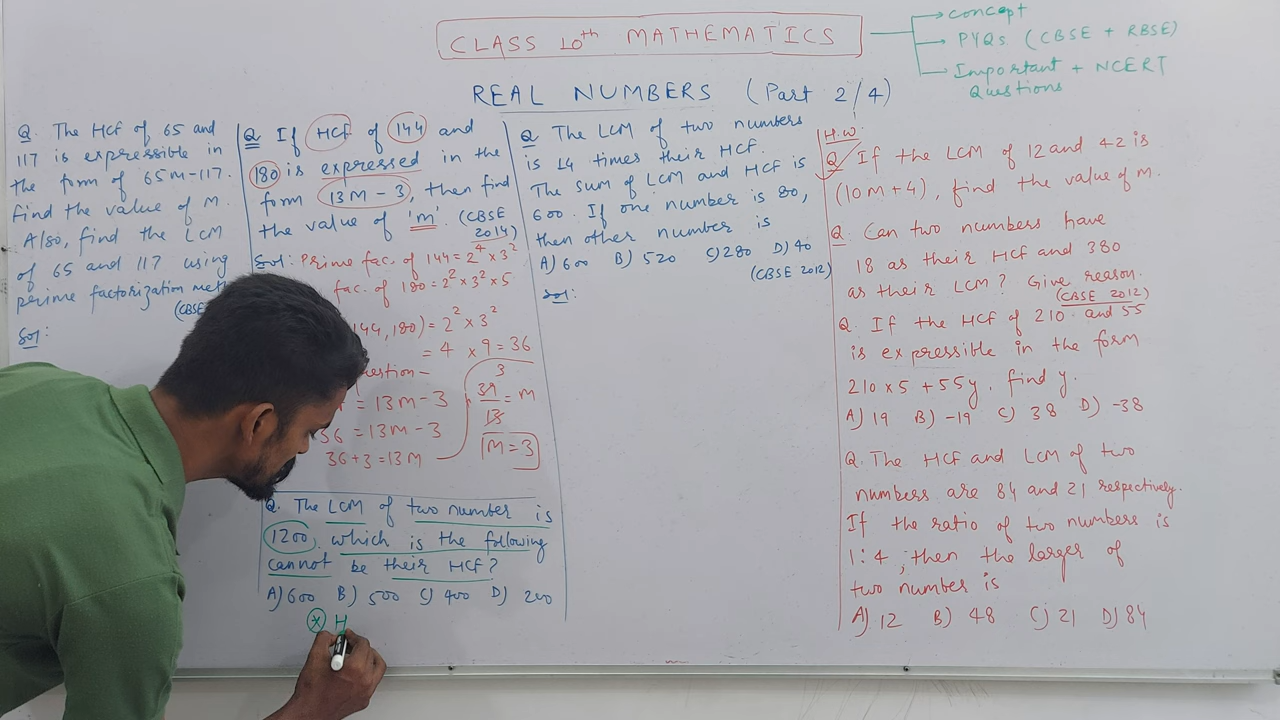 CLASS 10th MATHEMATICS
concept
PYQs (CBSE + RBSE)
Important + NCERT
Questions
REAL NUMBERS (Part 2/4)
Q. The HCF of 65 and
117 is expressible in
the form of 65m-117.
Find the value of m.
Also, find the LCM
of 65 and 117 using
prime factorization
(CBSE
Sol:
Q If HCF of 144 and
180 is expressed in the
form 13m-3, then find
the value of 'm'. (CBSE
2014)
Sol: Prime fac. of 144 = 2^4 × 3^2
fac. of 180 = 2^2 × 3^2 × 5
144, 180) = 2^2 × 3^2
= 4 × 9 = 36
= 13m-3
36 = 13m-3
36+3 = 13m
3
39/13 = m
m = 3
Q. The LCM of two number is
1200. which is the following
cannot be their HCF?
A) 600 B) 500 C) 400 D) 200
* H
Q The LCM of two numbers
is 14 times their HCF.
The sum of LCM and HCF is
600. If one number is 80,
then other number is
A) 600 B) 520 C) 280 D) 40
(CBSE 2012)
Sol:
H.W.
Q If the LCM of 12 and 42 is
(10m+4), find the value of m.
Q. Can two numbers have
18 as their HCF and 380
as their LCM? Give reason.
(CBSE 2012)
Q. If the HCF of 210 and 55
is expressible in the form
210×5+55y, find y.
A) 19 B) -19 C) 38 D) -38
Q. The HCF and LCM of two
numbers are 84 and 21 respectively.
If the ratio of two numbers is
1:4, then the larger of
two number is
A) 12 B) 48 C) 21 D) 84